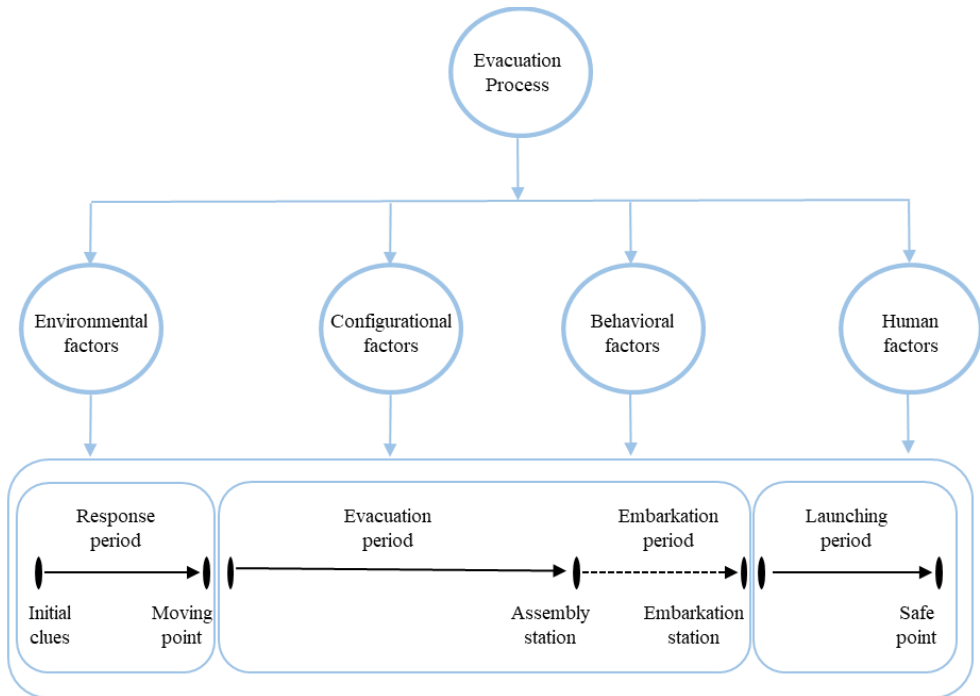 Evacuation
Process
Environmental
factors
Configurational
factors
Behavioral
factors
Human
factors
Response
period
Evacuation
period
Embarkation
period
Launching
period
Initial
clues
Moving
point
Assembly
station
Embarkation
station
Safe
point